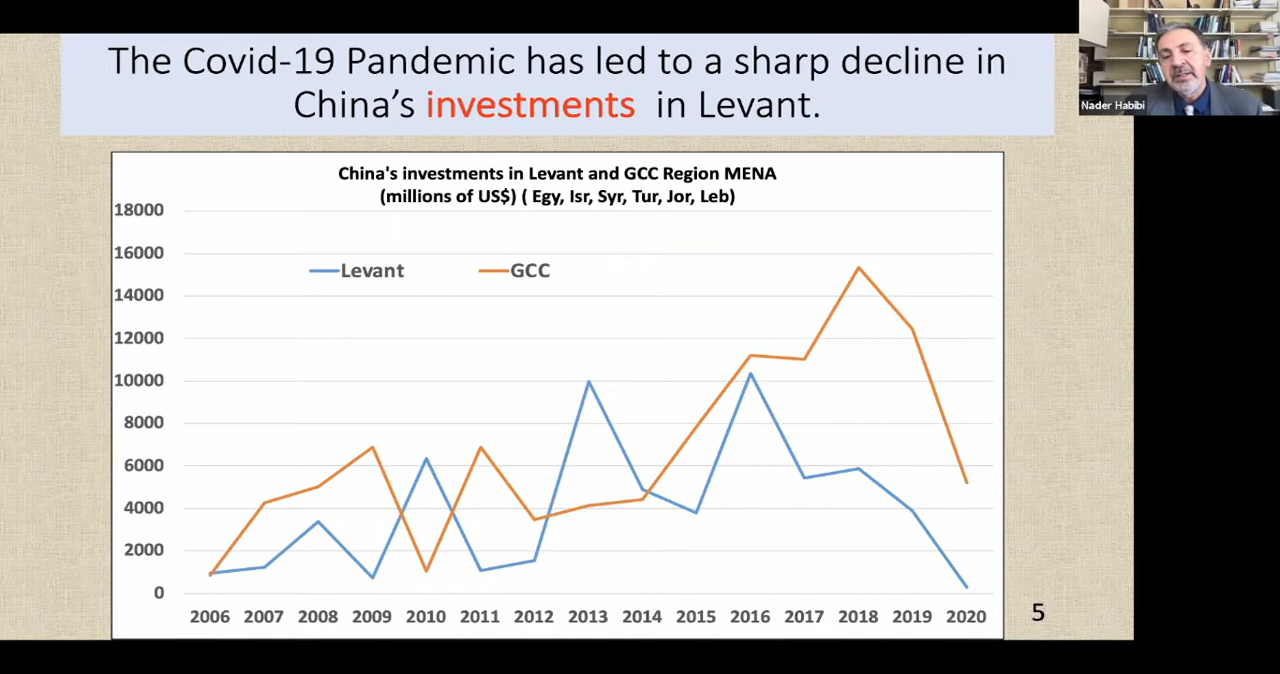 The Covid-19 Pandemic has led to a sharp decline in
China's investments in Levant.
Nader Habibi
China's investments in Levant and GCC Region MENA
(millions of US$) ( Egy, Isr, Syr, Tur, Jor, Leb)
18000
16000
Levant GCC
14000
12000
10000
8000
6000
4000
2000
0
2006 2007 2008 2009 2010 2011 2012 2013 2014 2015 2016 2017 2018 2019 2020
5